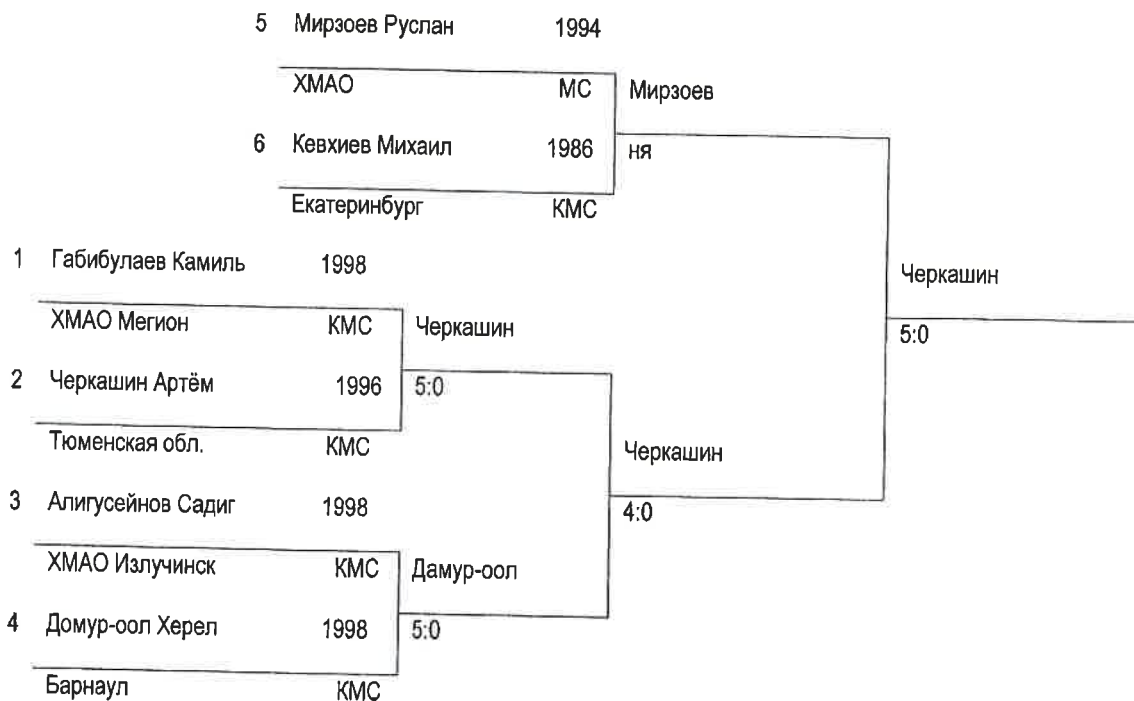 5 Мирзоев Руслан 1994
ХМАО МС Мирзоев
6 Кевхиев Михаил 1986 ня
Екатеринбург КМС
1 Габибулаев Камиль 1998 Черкашин
ХМАО Мегион КМС Черкашин 5:0
2 Черкашин Артём 1996 5:0
Тюменская обл. КМС Черкашин
3 Алигусейнов Садиг 1998 4:0
ХМАО Излучинск КМС Дамур-оол
4 Домур-оол Херел 1998 5:0
Барнаул КМС